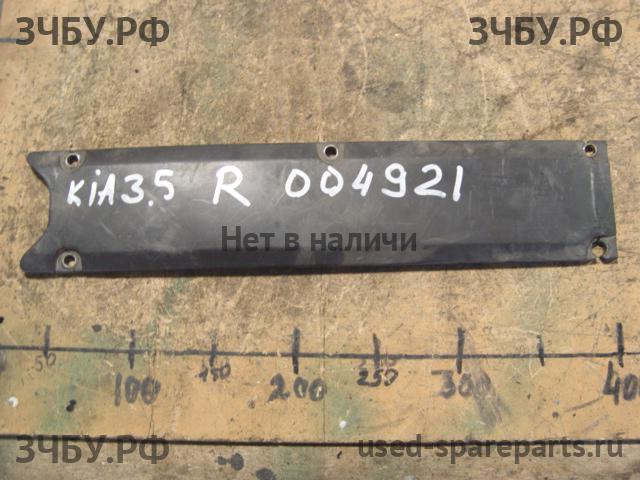 ЗЧБУ.РФ ЗЧБУ.РФ
KiA3.5 R 004921
Нет в наличи
50 100 150 200 250 300 400
ЗЧБУ.РФ used-spareparts.ru